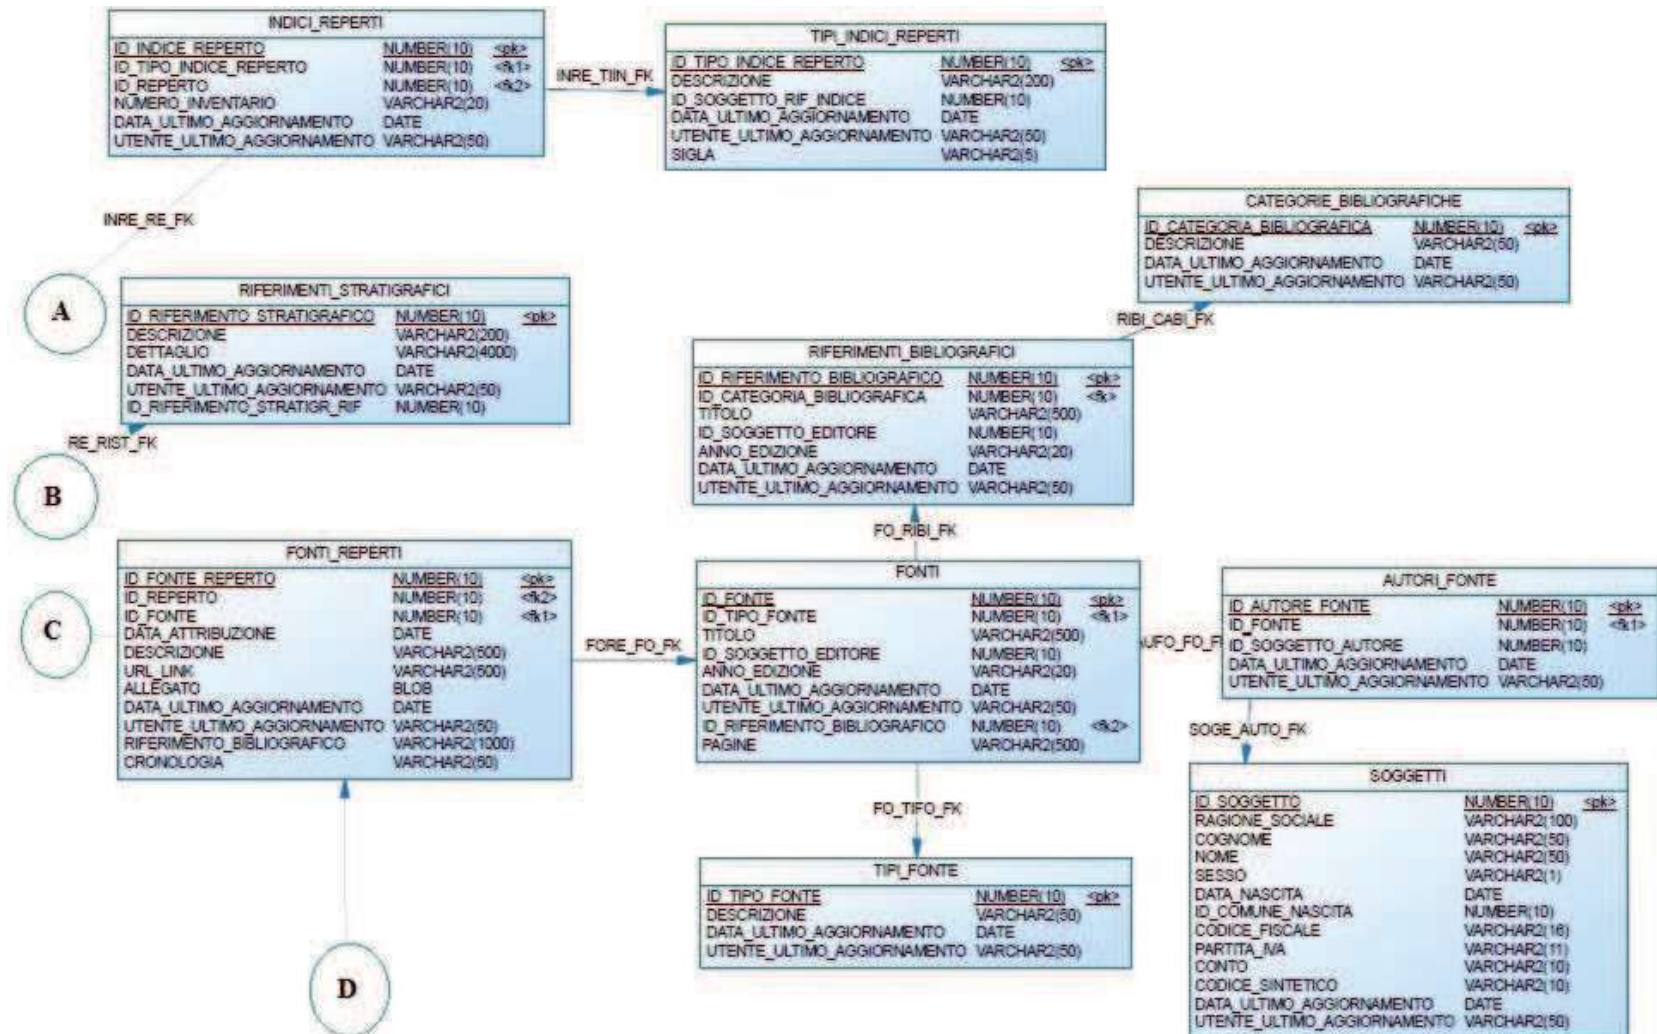 INDICI_REPERTI
ID_INDICE_REPERTO NUMBER(10) <pk>
ID_TIPO_INDICE_REPERTO NUMBER(10) <fk1>
ID_REPERTO NUMBER(10) <fk2>
NUMERO_INVENTARIO VARCHAR2(20)
DATA_ULTIMO_AGGIORNAMENTO DATE
UTENTE_ULTIMO_AGGIORNAMENTO VARCHAR2(50)
INRE_TIIN_FK
TIPI_INDICI_REPERTI
ID_TIPO_INDICE_REPERTO NUMBER(10) <pk>
DESCRIZIONE VARCHAR2(200)
ID_SOGGETTO_RIF_INDICE NUMBER(10)
DATA_ULTIMO_AGGIORNAMENTO DATE
UTENTE_ULTIMO_AGGIORNAMENTO VARCHAR2(50)
SIGLA VARCHAR2(5)
INRE_RE_FK
A
CATEGORIE_BIBLIOGRAFICHE
ID_CATEGORIA_BIBLIOGRAFICA NUMBER(10) <pk>
DESCRIZIONE VARCHAR2(50)
DATA_ULTIMO_AGGIORNAMENTO DATE
UTENTE_ULTIMO_AGGIORNAMENTO VARCHAR2(50)
RIBI_CABI_FK
RIFERIMENTI_STRATIGRAFICI
ID_RIFERIMENTO_STRATIGRAFICO NUMBER(10) <pk>
DESCRIZIONE VARCHAR2(200)
DETTAGLIO VARCHAR2(4000)
DATA_ULTIMO_AGGIORNAMENTO DATE
UTENTE_ULTIMO_AGGIORNAMENTO VARCHAR2(50)
ID_RIFERIMENTO_STRATIGR_RIF NUMBER(10)
RE_RIST_FK
B
RIFERIMENTI_BIBLIOGRAFICI
ID_RIFERIMENTO_BIBLIOGRAFICO NUMBER(10) <pk>
ID_CATEGORIA_BIBLIOGRAFICA NUMBER(10) <fk>
TITOLO VARCHAR2(500)
ID_SOGGETTO_EDITORE NUMBER(10)
ANNO_EDIZIONE VARCHAR2(20)
DATA_ULTIMO_AGGIORNAMENTO DATE
UTENTE_ULTIMO_AGGIORNAMENTO VARCHAR2(50)
FO_RIBI_FK
FONTI_REPERTI
ID_FONTE_REPERTO NUMBER(10) <pk>
ID_REPERTO NUMBER(10) <fk2>
ID_FONTE NUMBER(10) <fk1>
DATA_ATTRIBUZIONE DATE
DESCRIZIONE VARCHAR2(500)
URL_LINK VARCHAR2(500)
ALLEGATO BLOB
DATA_ULTIMO_AGGIORNAMENTO DATE
UTENTE_ULTIMO_AGGIORNAMENTO VARCHAR2(50)
RIFERIMENTO_BIBLIOGRAFICO VARCHAR2(1000)
CRONOLOGIA VARCHAR2(50)
C
FORE_FO_FK
FONTI
ID_FONTE NUMBER(10) <pk>
ID_TIPO_FONTE NUMBER(10) <fk1>
TITOLO VARCHAR2(500)
ID_SOGGETTO_EDITORE NUMBER(10)
ANNO_EDIZIONE VARCHAR2(20)
DATA_ULTIMO_AGGIORNAMENTO DATE
UTENTE_ULTIMO_AGGIORNAMENTO VARCHAR2(50)
ID_RIFERIMENTO_BIBLIOGRAFICO NUMBER(10) <fk2>
PAGINE VARCHAR2(500)
AUTORI_FONTE
ID_AUTORE_FONTE NUMBER(10) <pk>
ID_FONTE NUMBER(10) <fk1>
ID_SOGGETTO_AUTORE NUMBER(10)
DATA_ULTIMO_AGGIORNAMENTO DATE
UTENTE_ULTIMO_AGGIORNAMENTO VARCHAR2(50)
SOGE_AUTO_FK
FO_TIFO_FK
TIPI_FONTE
ID_TIPO_FONTE NUMBER(10) <pk>
DESCRIZIONE VARCHAR2(50)
DATA_ULTIMO_AGGIORNAMENTO DATE
UTENTE_ULTIMO_AGGIORNAMENTO VARCHAR2(50)
SOGGETTI
ID_SOGGETTO NUMBER(10) <pk>
RAGIONE_SOCIALE VARCHAR2(100)
COGNOME VARCHAR2(50)
NOME VARCHAR2(50)
SESSO VARCHAR2(1)
DATA_NASCITA DATE
ID_COMUNE_NASCITA NUMBER(10)
CODICE_FISCALE VARCHAR2(16)
PARTITA_IVA VARCHAR2(11)
CONTO VARCHAR2(10)
CODICE_SINTETICO VARCHAR2(10)
DATA_ULTIMO_AGGIORNAMENTO DATE
UTENTE_ULTIMO_AGGIORNAMENTO VARCHAR2(50)
D